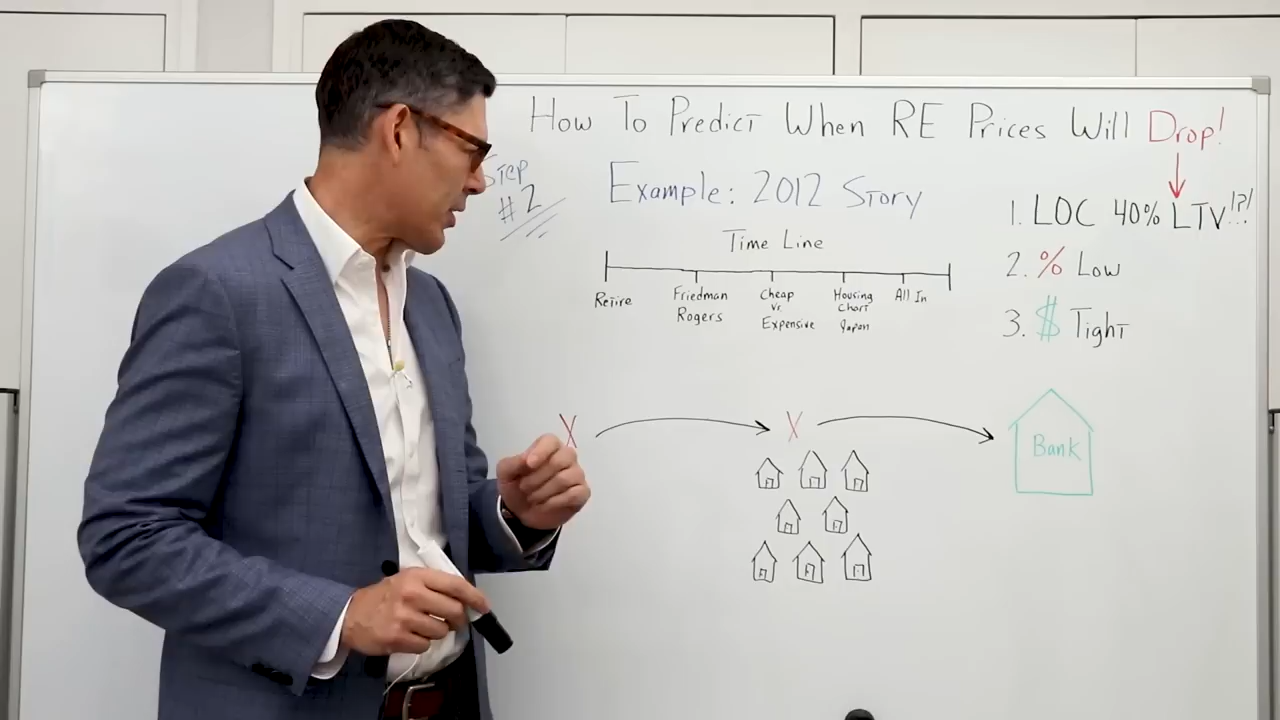 How To Predict When RE Prices Will Drop!
Step
#2
Example: 2012 Story
Time Line
Retire
Friedman
Rogers
Cheap
vs.
Expensive
Housing
Chart
Japan
All In
1. LOC 40% LTV!?!
2. % Low
3. $ Tight
X
X
Bank